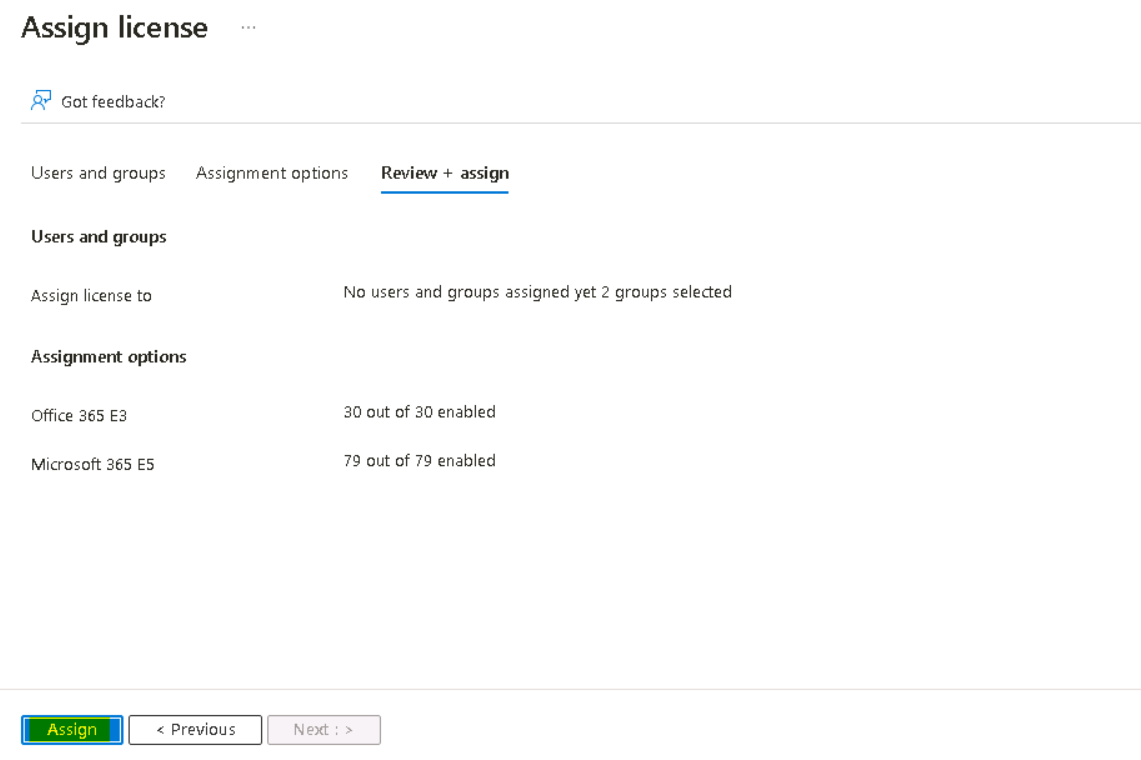 Assign license ...
Got feedback?
Users and groups Assignment options Review + assign
Users and groups
Assign license to No users and groups assigned yet 2 groups selected
Assignment options
Office 365 E3 30 out of 30 enabled
Microsoft 365 E5 79 out of 79 enabled
Assign < Previous Next : >